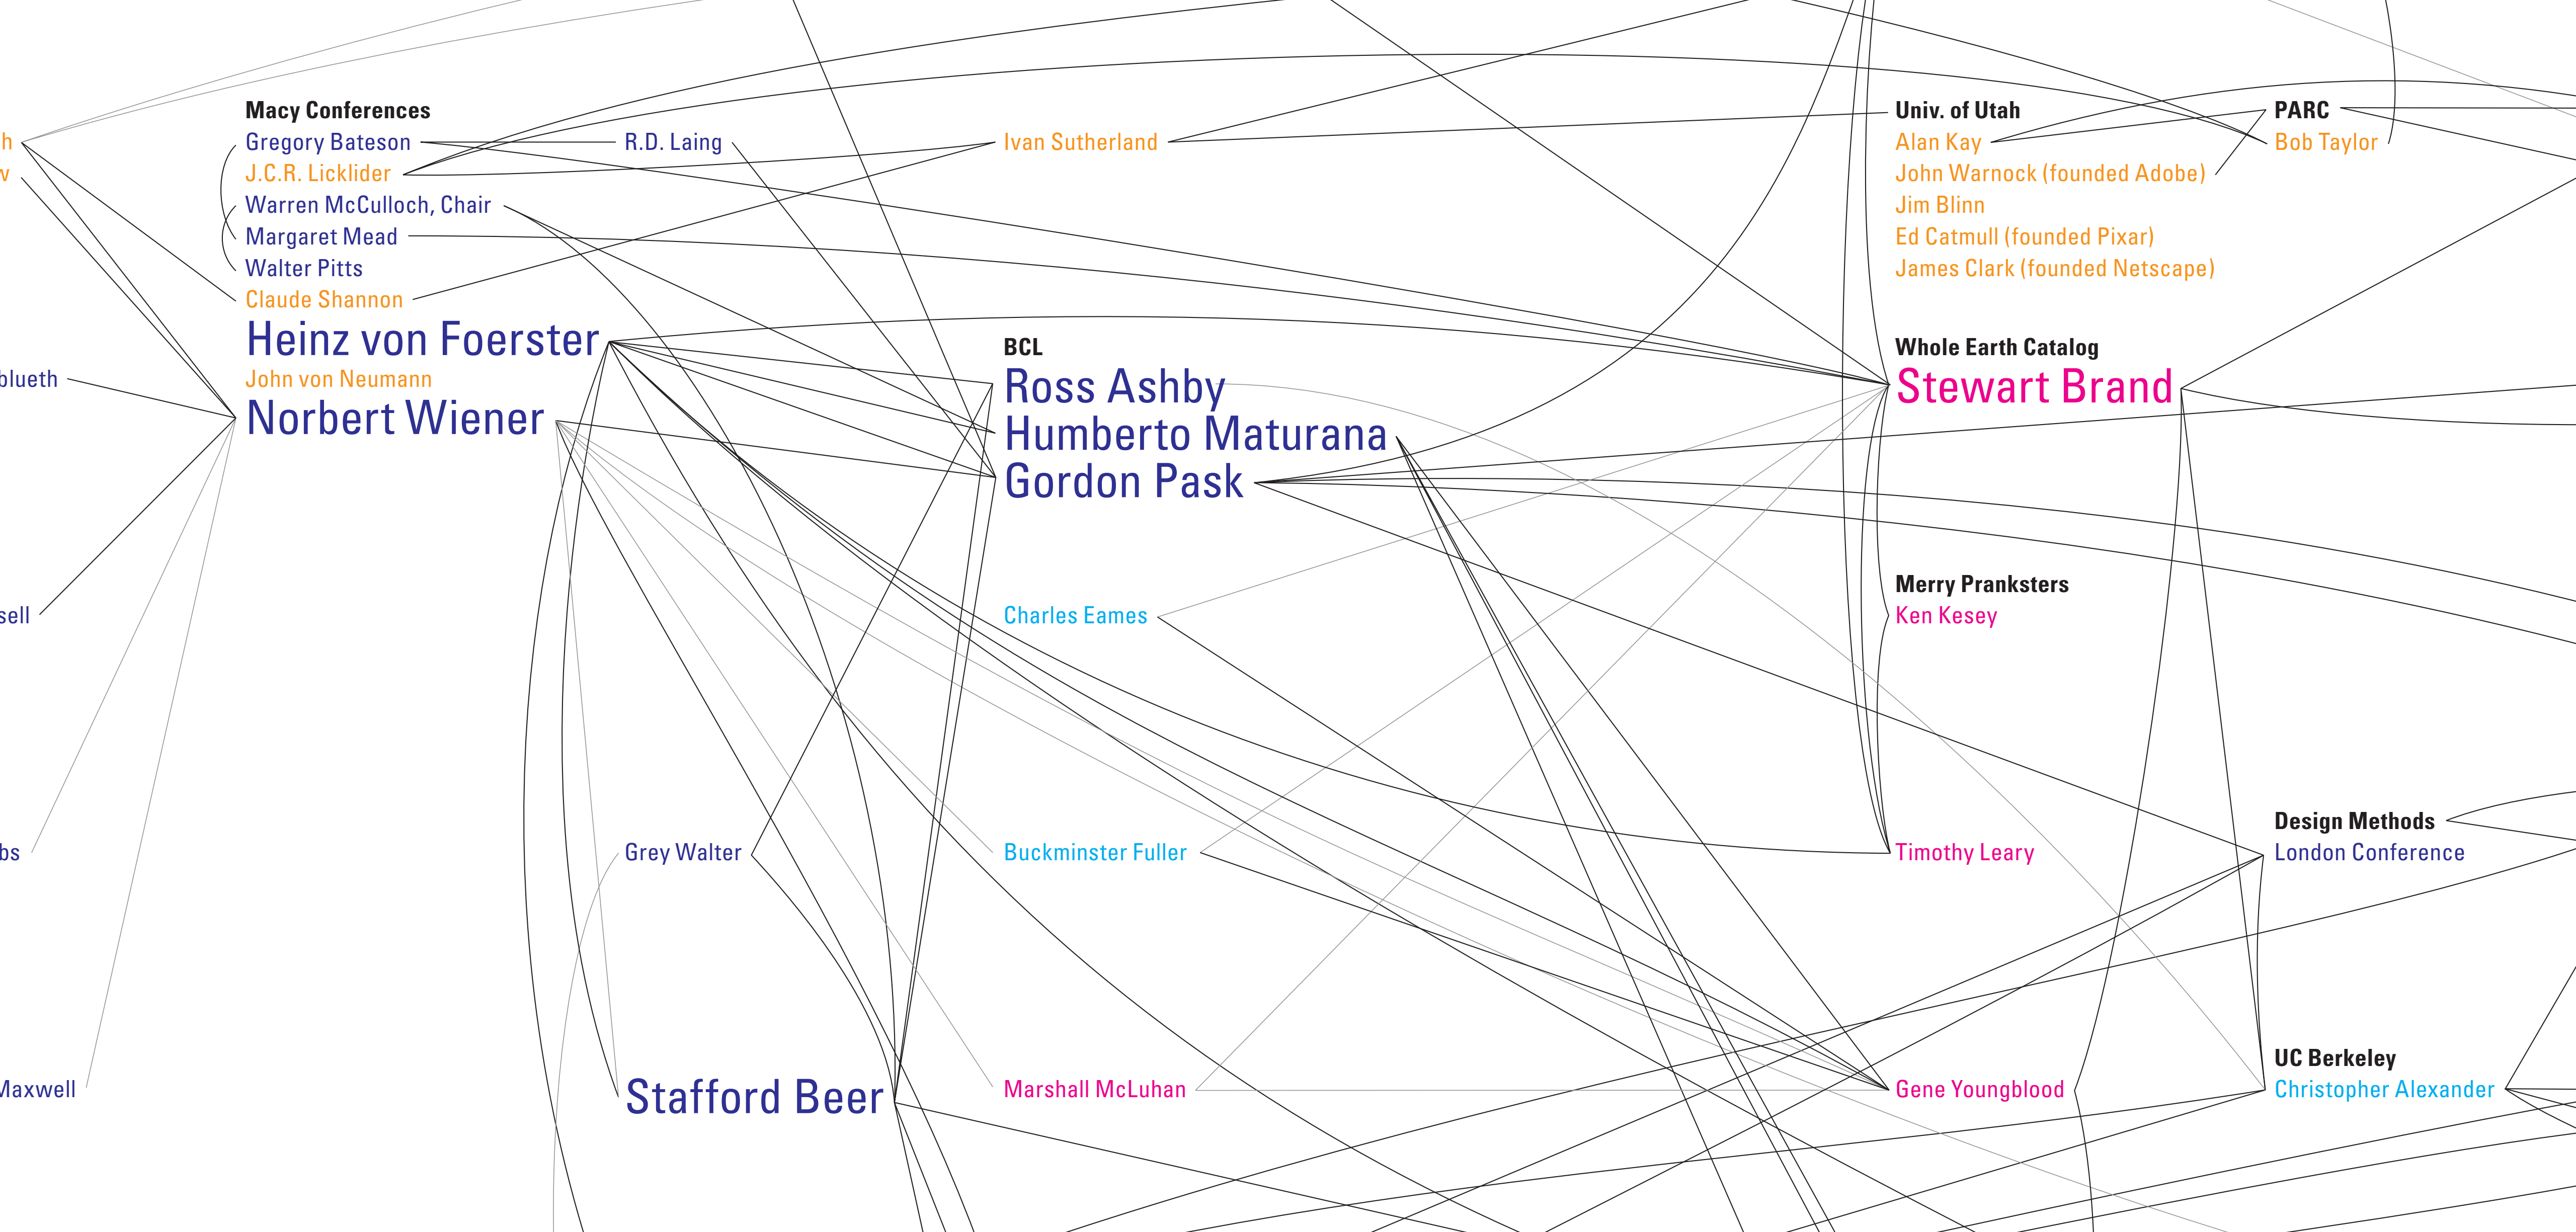 Macy Conferences
Gregory Bateson
J.C.R. Licklider
Warren McCulloch, Chair
Margaret Mead
Walter Pitts
Claude Shannon
Heinz von Foerster
John von Neumann
Norbert Wiener
R.D. Laing
Grey Walter
Stafford Beer
Ivan Sutherland
BCL
Ross Ashby
Humberto Maturana
Gordon Pask
Charles Eames
Buckminster Fuller
Marshall McLuhan
Univ. of Utah
Alan Kay
John Warnock (founded Adobe)
Jim Blinn
Ed Catmull (founded Pixar)
James Clark (founded Netscape)
Whole Earth Catalog
Stewart Brand
Merry Pranksters
Ken Kesey
Timothy Leary
Gene Youngblood
PARC
Bob Taylor
Design Methods
London Conference
UC Berkeley
Christopher Alexander
h
blueth
sell
bs
Maxwell